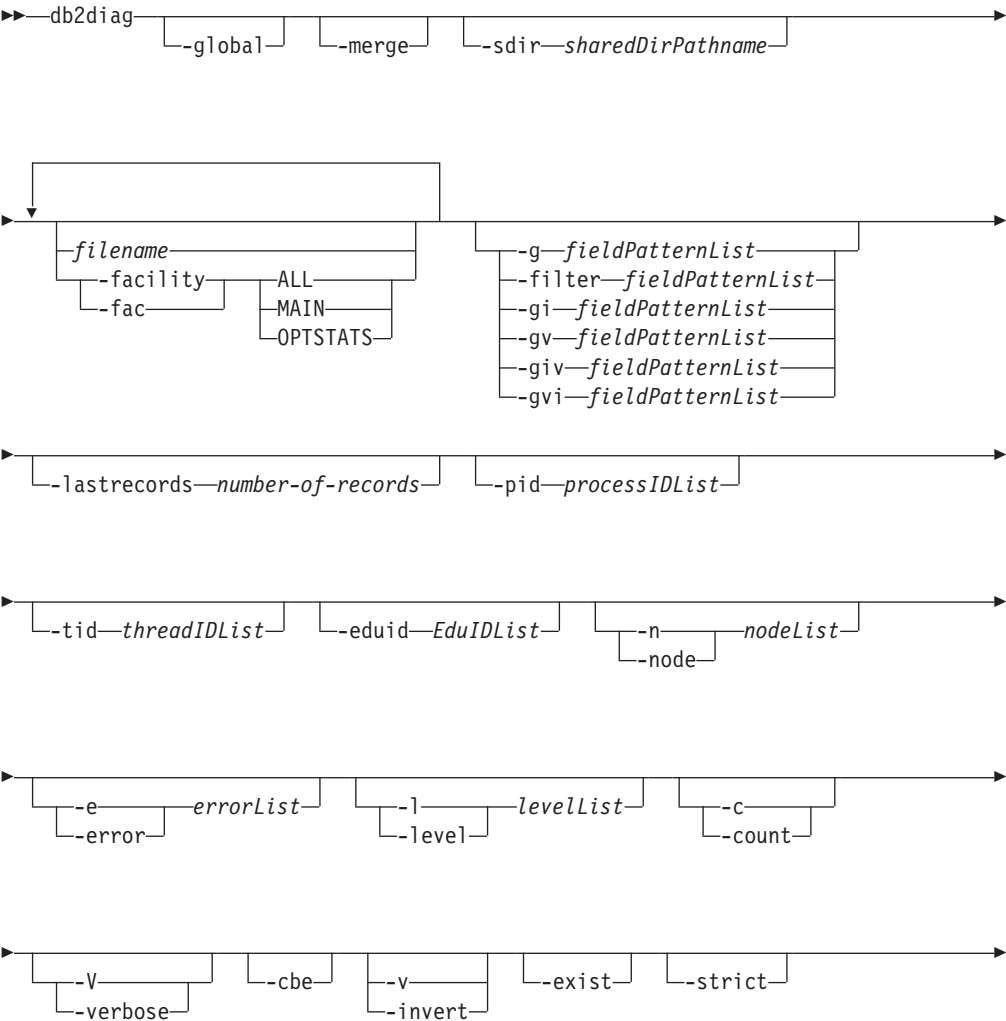 db2diag
-global -merge -sdir sharedDirPathname
filename -g fieldPatternList
-facility ALL -filter fieldPatternList
-fac MAIN -gi fieldPatternList
OPTSTATS -gv fieldPatternList
-giv fieldPatternList
-gvi fieldPatternList
-lastrecords number-of-records -pid processIDList
-tid threadIDList -eduid EduIDList -n nodeList
-node
-e errorList -l levelList -c
-error -level -count
-V -cbe -v -exist -strict
-verbose -invert